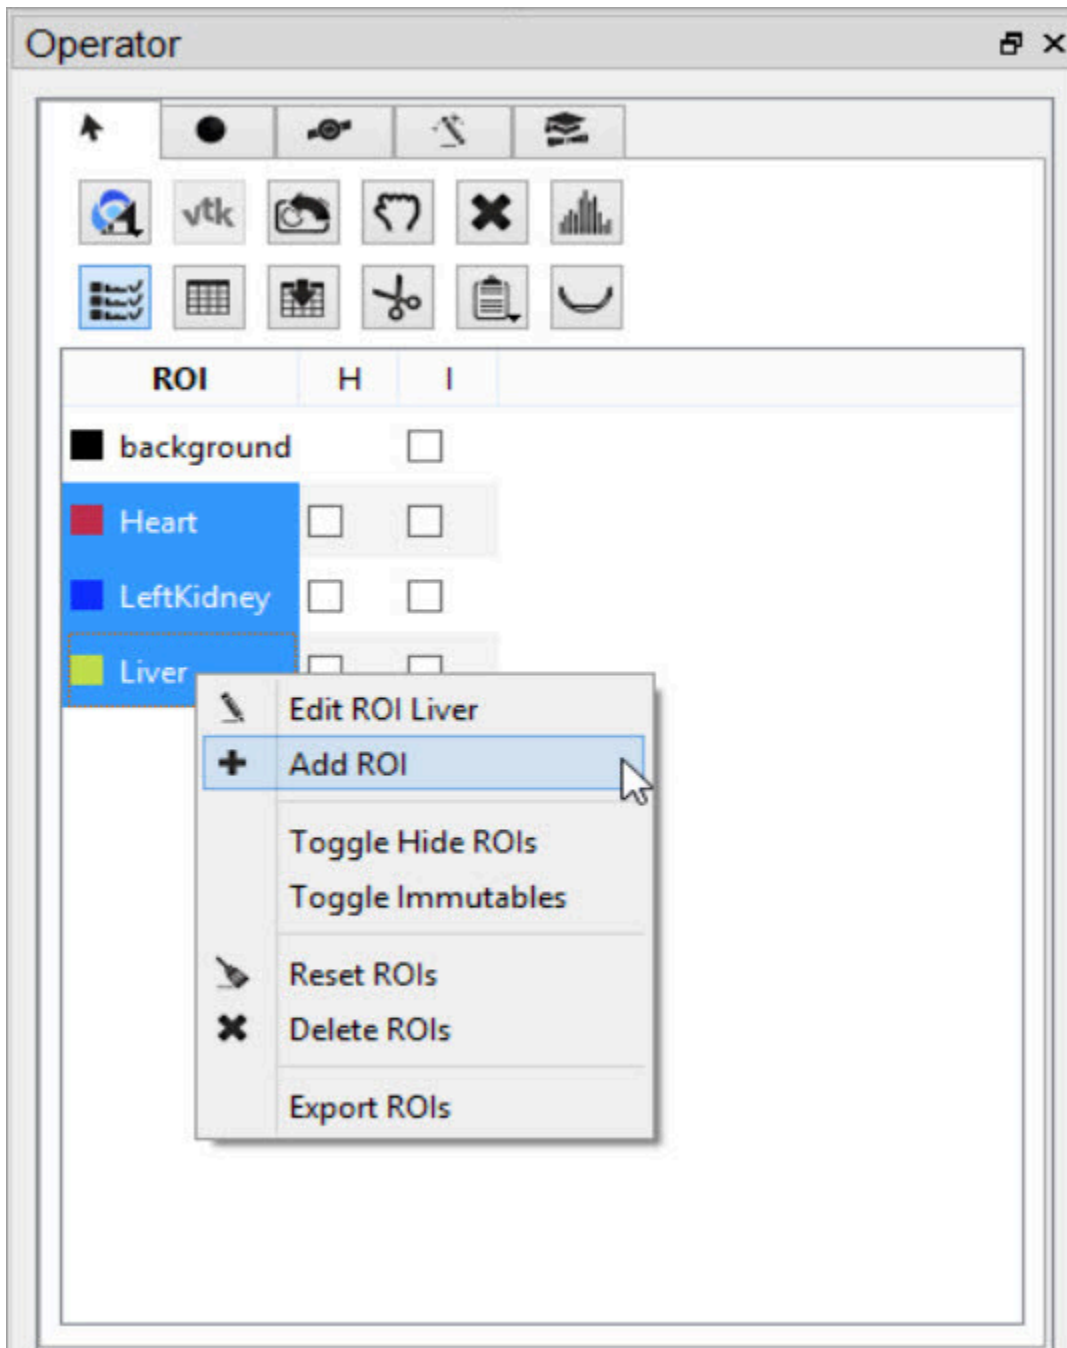 Operator
vtk
ROI H I
background
Heart
LeftKidney
Liver
Edit ROI Liver
Add ROI
Toggle Hide ROIs
Toggle Immutables
Reset ROIs
Delete ROIs
Export ROIs